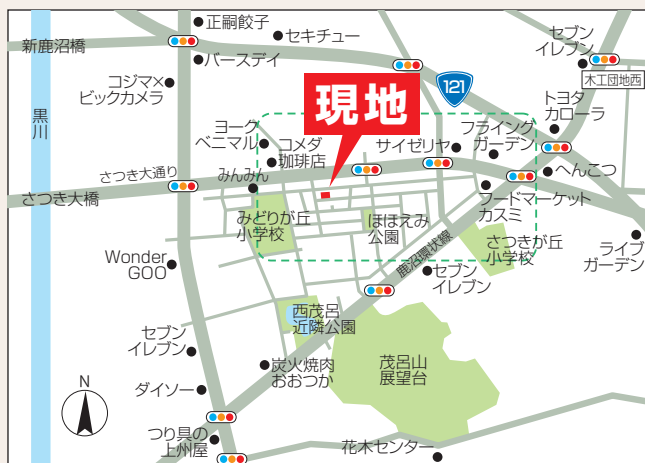 正嗣餃子
セキチュー
新鹿沼橋
バースデイ
セブン
イレブン
木工団地西
コジマ×
ビックカメラ
121
現地
トヨタ
カローラ
黒川
ヨーク
ベニマル
コメダ
珈琲店
サイゼリヤ
フライング
ガーデン
さつき大通り
みんみん
へんこつ
さつき大橋
フードマーケット
カスミ
みどりが丘
小学校
ほほえみ
公園
さつきが丘
小学校
ライブ
ガーデン
鹿沼環状線
Wonder
GOO
セブン
イレブン
西茂呂
近隣公園
セブン
イレブン
炭火焼肉
おおつか
茂呂山
展望台
ダイソー
N
つり具の
上州屋
花木センター